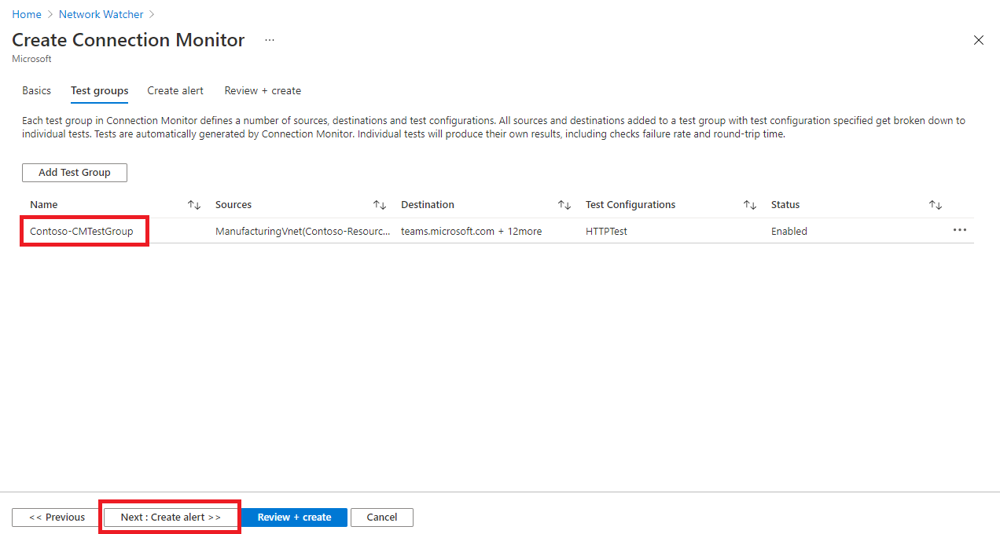 Home > Network Watcher >
Create Connection Monitor ...
Microsoft
Basics Test groups Create alert Review + create
Each test group in Connection Monitor defines a number of sources, destinations and test configurations. All sources and destinations added to a test group with test configuration specified get broken down to
individual tests. Tests are automatically generated by Connection Monitor. Individual tests will produce their own results, including checks failure rate and round-trip time.
Add Test Group
Name Sources Destination Test Configurations Status
Contoso-CMTestGroup ManufacturingVnet(Contoso-Resourc... teams.microsoft.com + 12more HTTPTest Enabled ...
<< Previous Next : Create alert >> Review + create Cancel